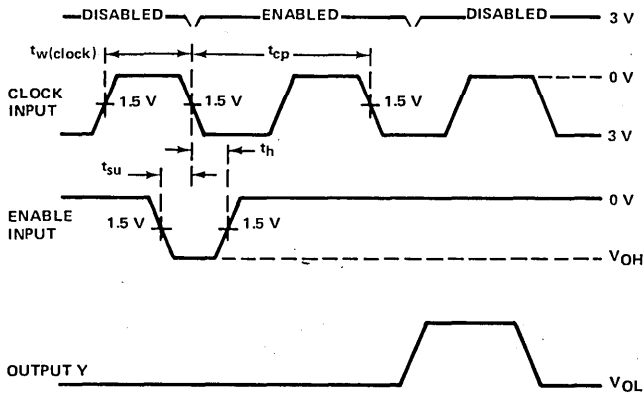 DISABLED ENABLED DISABLED 3 V
tw(clock) tcp
0 V
CLOCK INPUT 1.5 V 1.5 V 1.5 V
3 V
th
tsu
0 V
ENABLE INPUT 1.5 V 1.5 V
VOH
OUTPUT Y
VOL